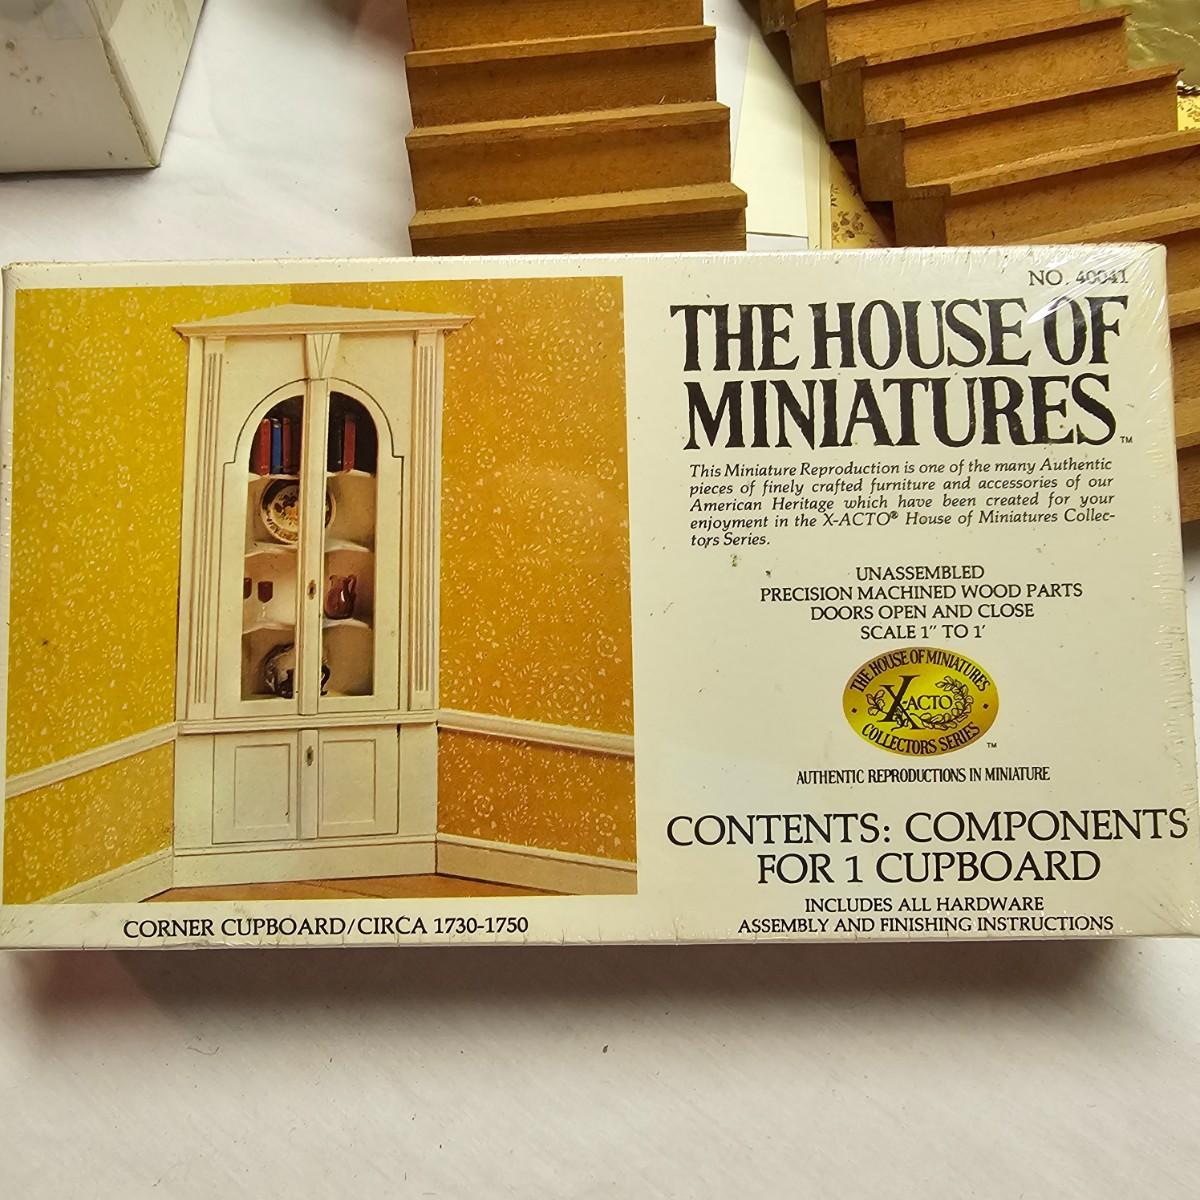 NO. 40041
THE HOUSE OF
MINIATURES™
This Miniature Reproduction is one of the many Authentic
pieces of finely crafted furniture and accessories of our
American Heritage which have been created for your
enjoyment in the X-ACTO® House of Miniatures Collec-
tors Series.
UNASSEMBLED
PRECISION MACHINED WOOD PARTS
DOORS OPEN AND CLOSE
SCALE 1" TO 1'
THE HOUSE OF MINIATURES
X-ACTO
COLLECTORS SERIES
™
AUTHENTIC REPRODUCTIONS IN MINIATURE
CONTENTS: COMPONENTS
FOR 1 CUPBOARD
INCLUDES ALL HARDWARE
ASSEMBLY AND FINISHING INSTRUCTIONS
CORNER CUPBOARD/CIRCA 1730-1750